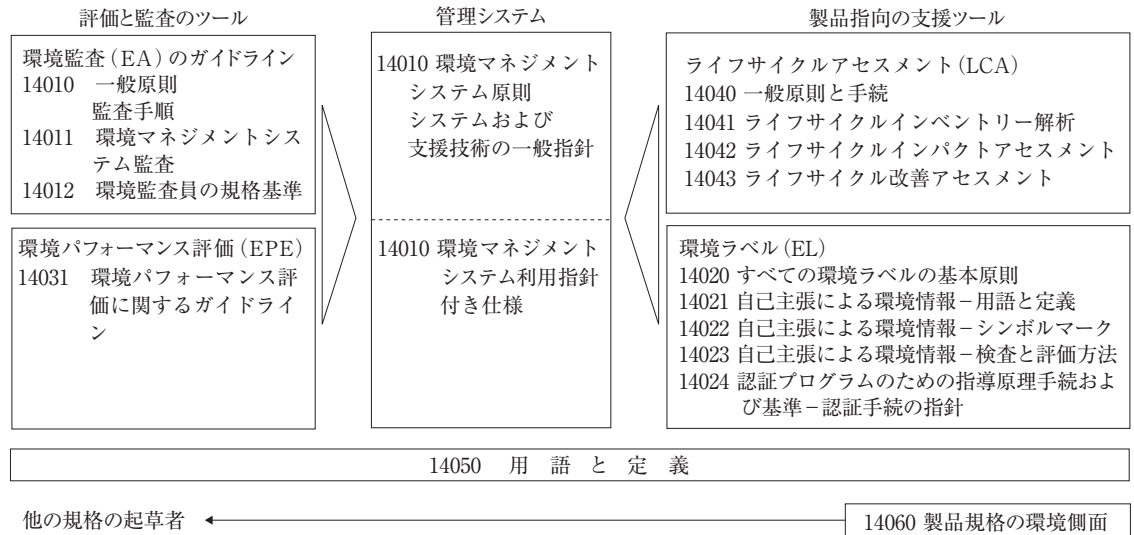 評価と監査のツール
環境監査(EA)のガイドライン
14010 一般原則
監査手順
14011 環境マネジメントシス
テム監査
14012 環境監査員の規格基準
環境パフォーマンス評価(EPE)
14031 環境パフォーマンス評
価に関するガイドライ
ン
管理システム
14010 環境マネジメント
システム原則
システムおよび
支援技術の一般指針
14010 環境マネジメント
システム利用指針
付き仕様
製品指向の支援ツール
ライフサイクルアセスメント(LCA)
14040 一般原則と手続
14041 ライフサイクルインベントリー解析
14042 ライフサイクルインパクトアセスメント
14043 ライフサイクル改善アセスメント
環境ラベル(EL)
14020 すべての環境ラベルの基本原則
14021 自己主張による環境情報-用語と定義
14022 自己主張による環境情報-シンボルマーク
14023 自己主張による環境情報-検査と評価方法
14024 認証プログラムのための指導原理手続およ
び基準-認証手続の指針
14050 用語と定義
他の規格の起草者
14060 製品規格の環境側面